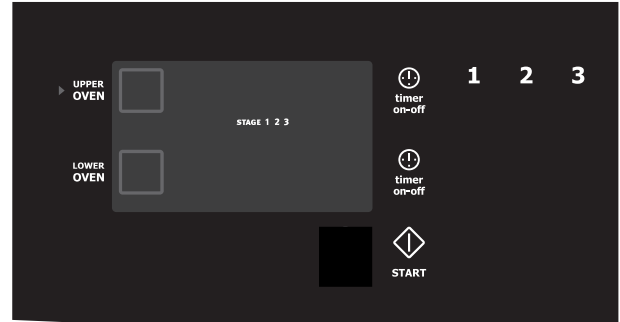 UPPER
OVEN
STAGE 1 2 3
timer
on-off
1 2 3
LOWER
OVEN
timer
on-off
START